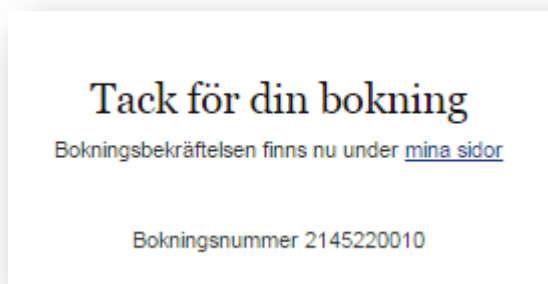 Tack för din bokning
Bokningsbekräftelsen finns nu under mina sidor
Bokningsnummer 2145220010